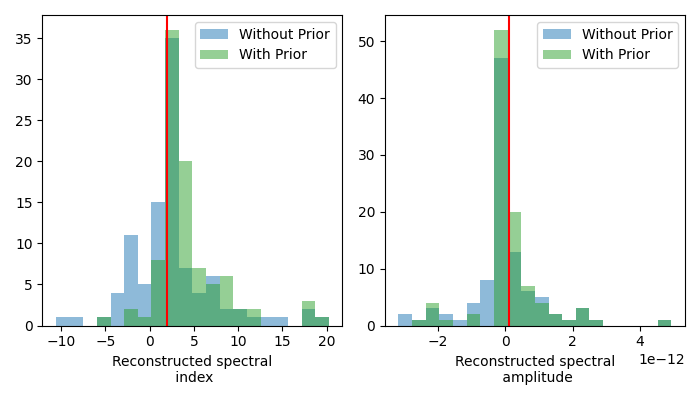 Without Prior
With Prior
35
30
25
20
15
10
5
0
−10
−5
0
5
10
15
20
Reconstructed spectral
index
Without Prior
With Prior
50
40
30
20
10
0
−2
0
2
4
1e−12
Reconstructed spectral
amplitude